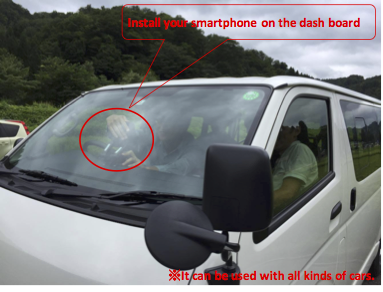 Install your smartphone on the dash board
※It can be used with all kinds of cars.